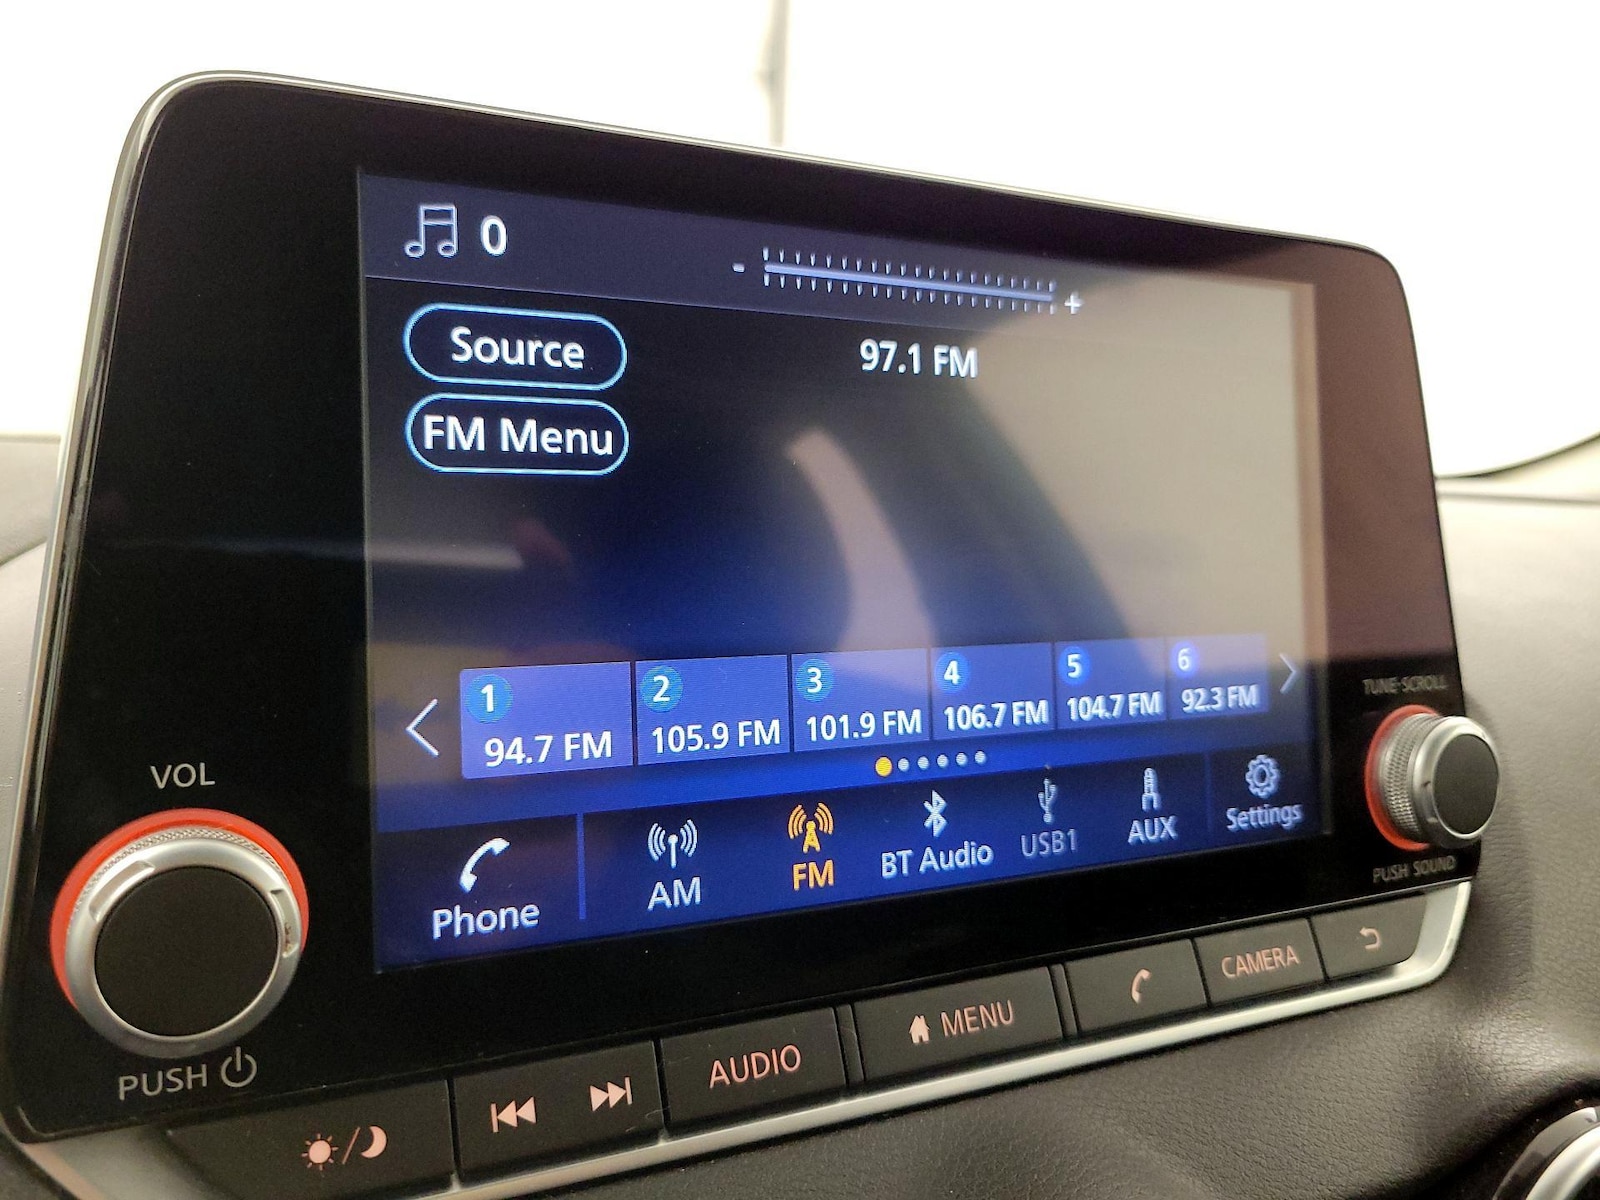 0
- +
Source
97.1 FM
FM Menu
1 2 3 4 5 6
94.7 FM 105.9 FM 101.9 FM 106.7 FM 104.7 FM 92.3 FM
TUNE·SCROLL
VOL
Phone AM FM BT Audio USB1 AUX Settings
PUSH SOUND
PUSH
AUDIO MENU CAMERA